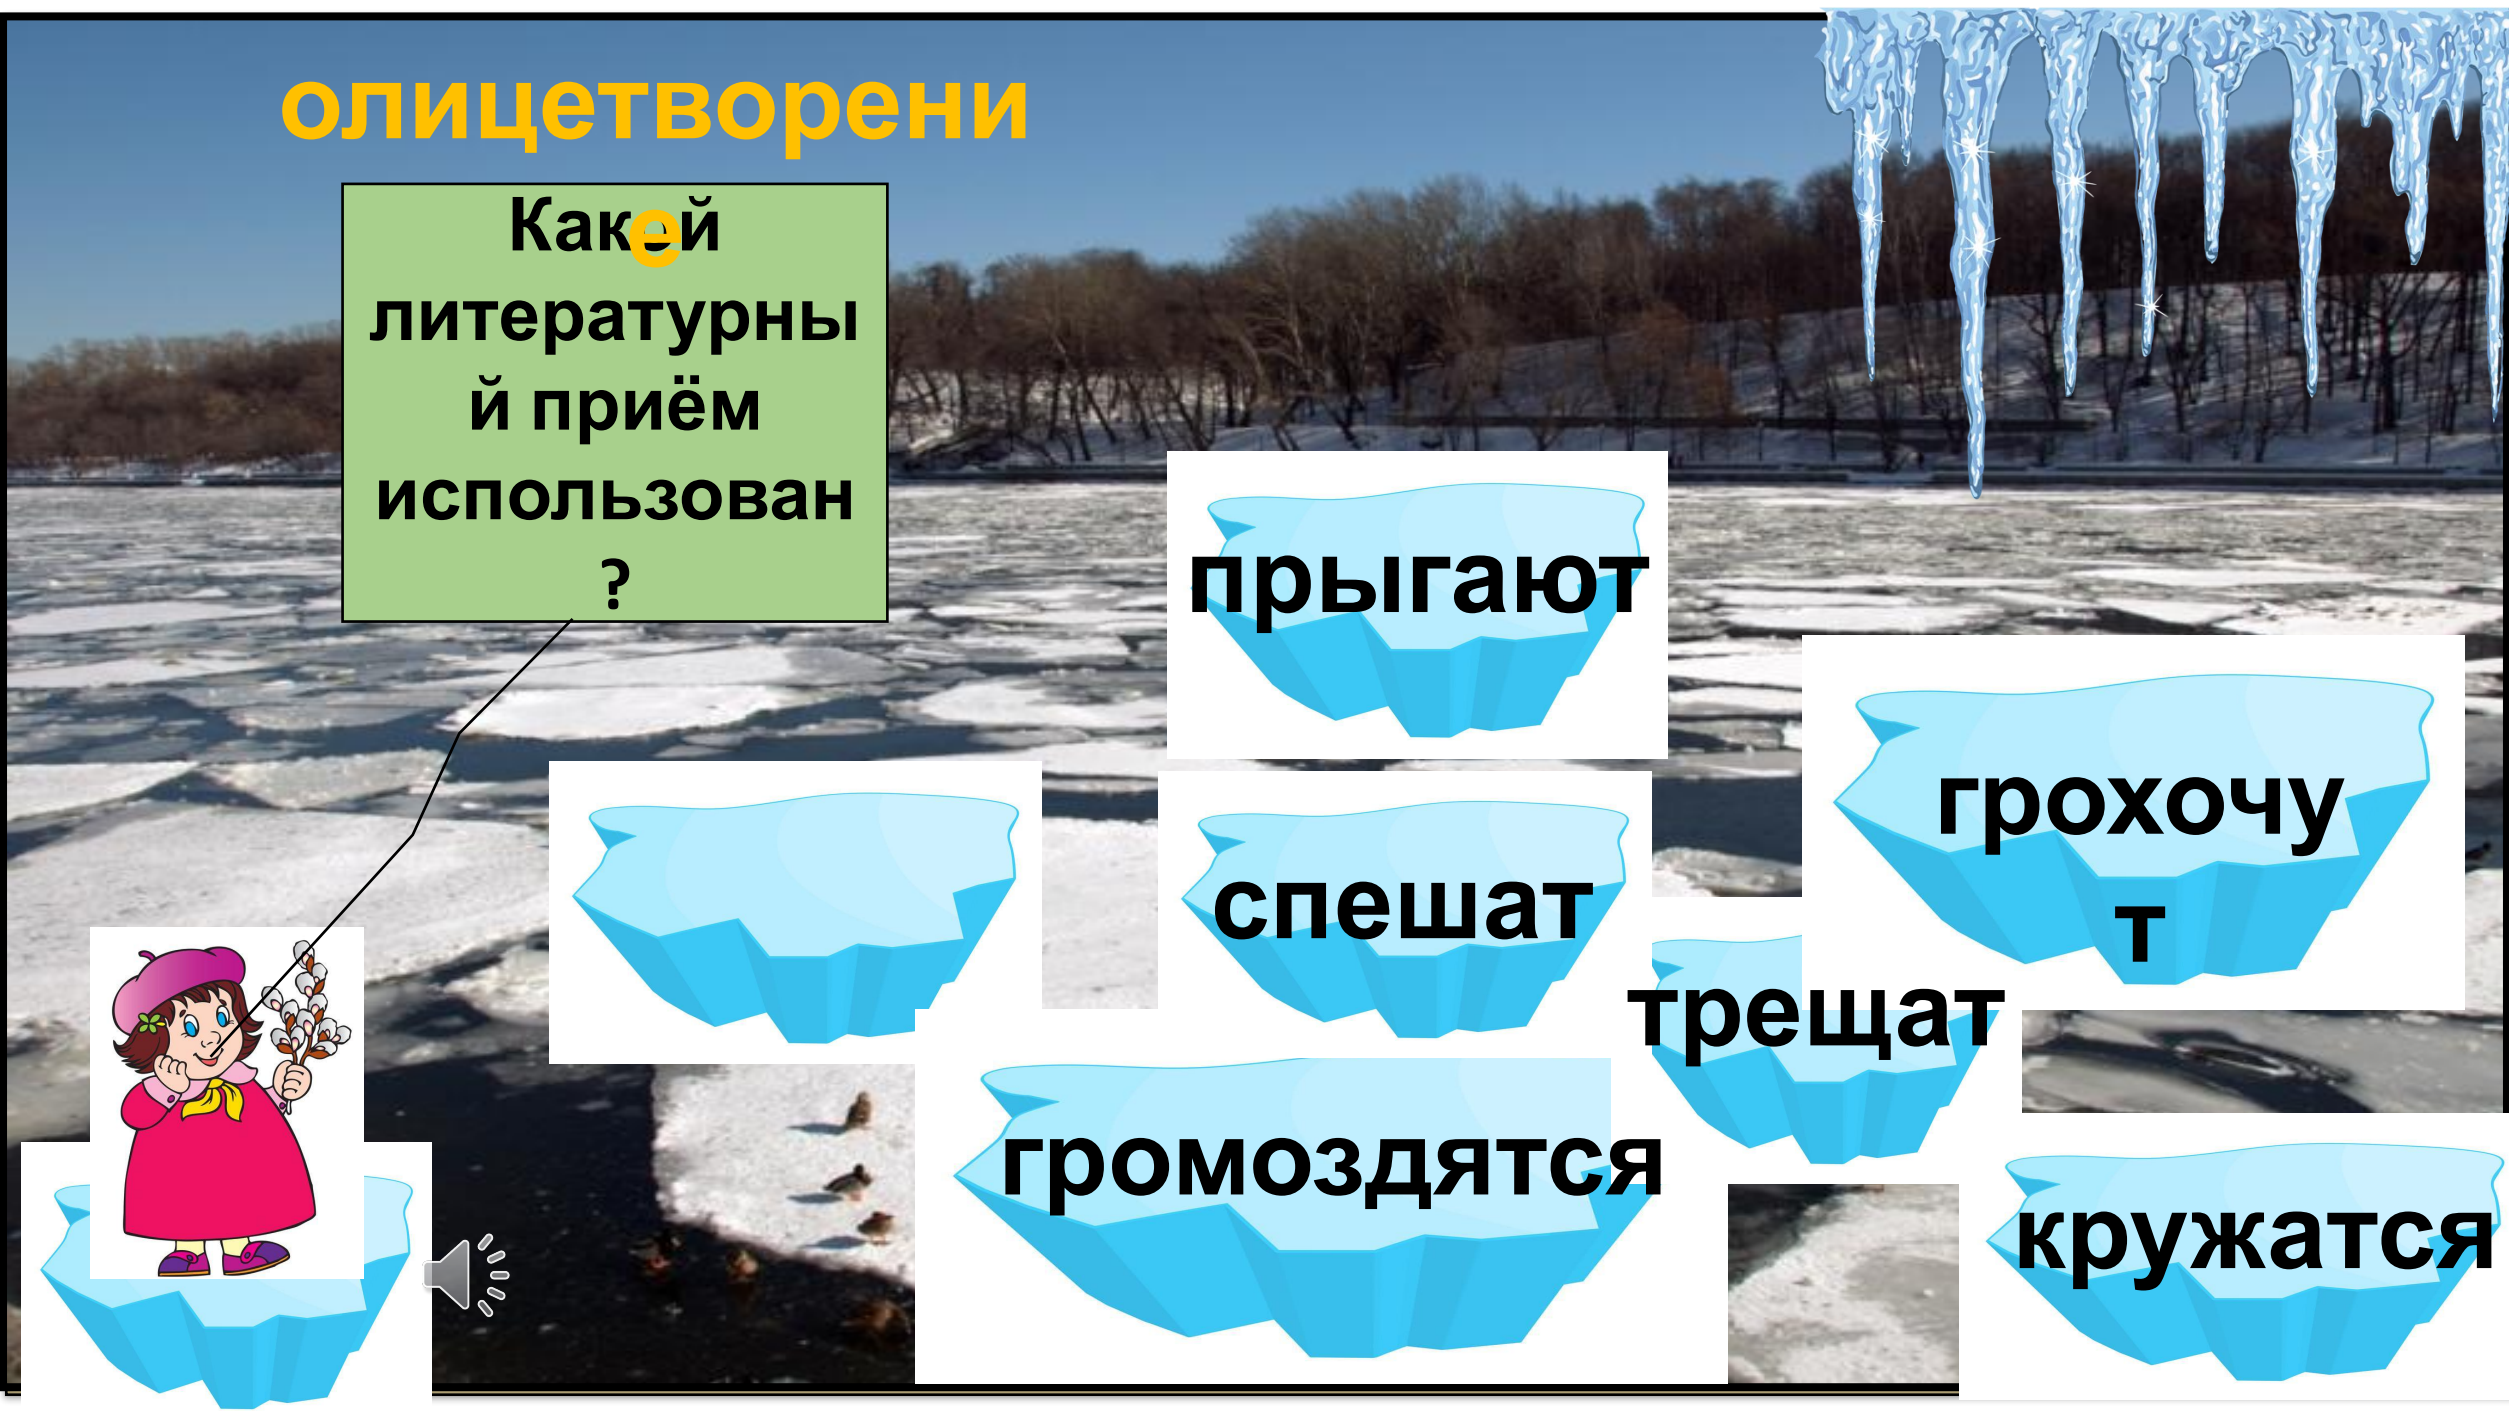 олицетворени
е
Какой
литературны
й приём
использован
?
прыгают
грохочу
т
спешат
трещат
громоздятся
кружатся